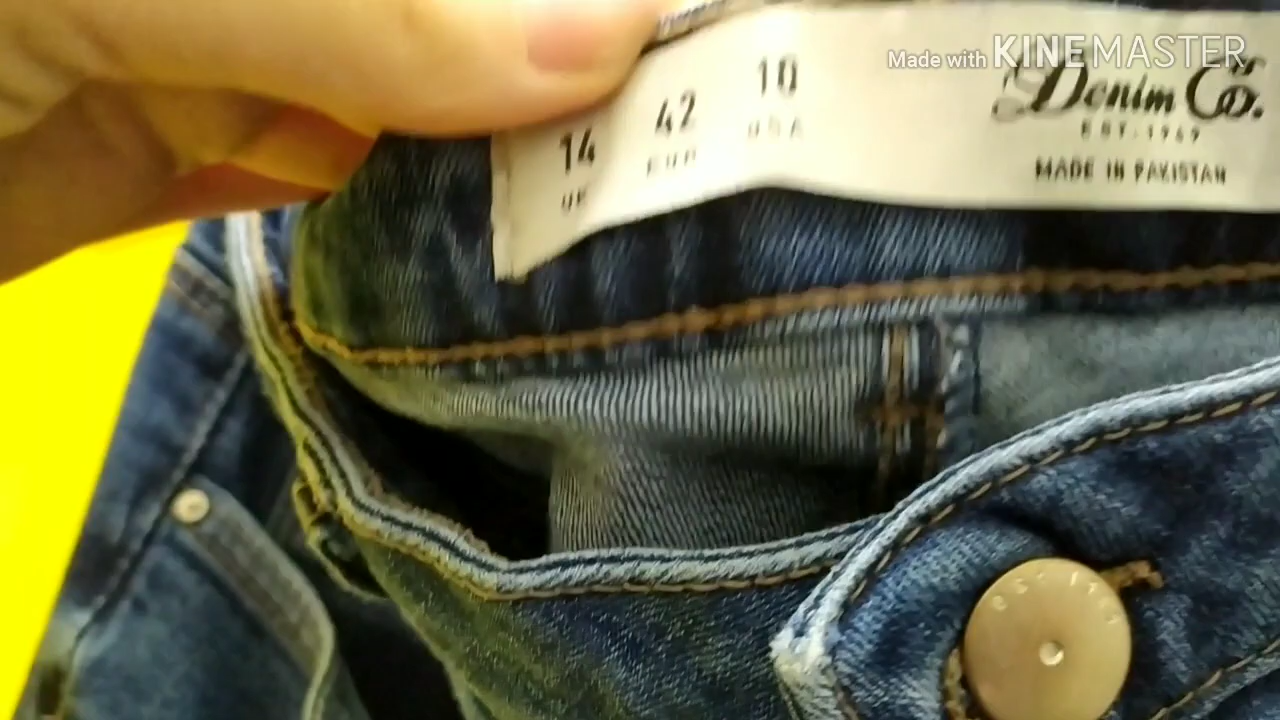 Made with KINEMASTER
14 42 10
UK EUR USA
Denim Co.
EST. 1969
MADE IN PAKISTAN